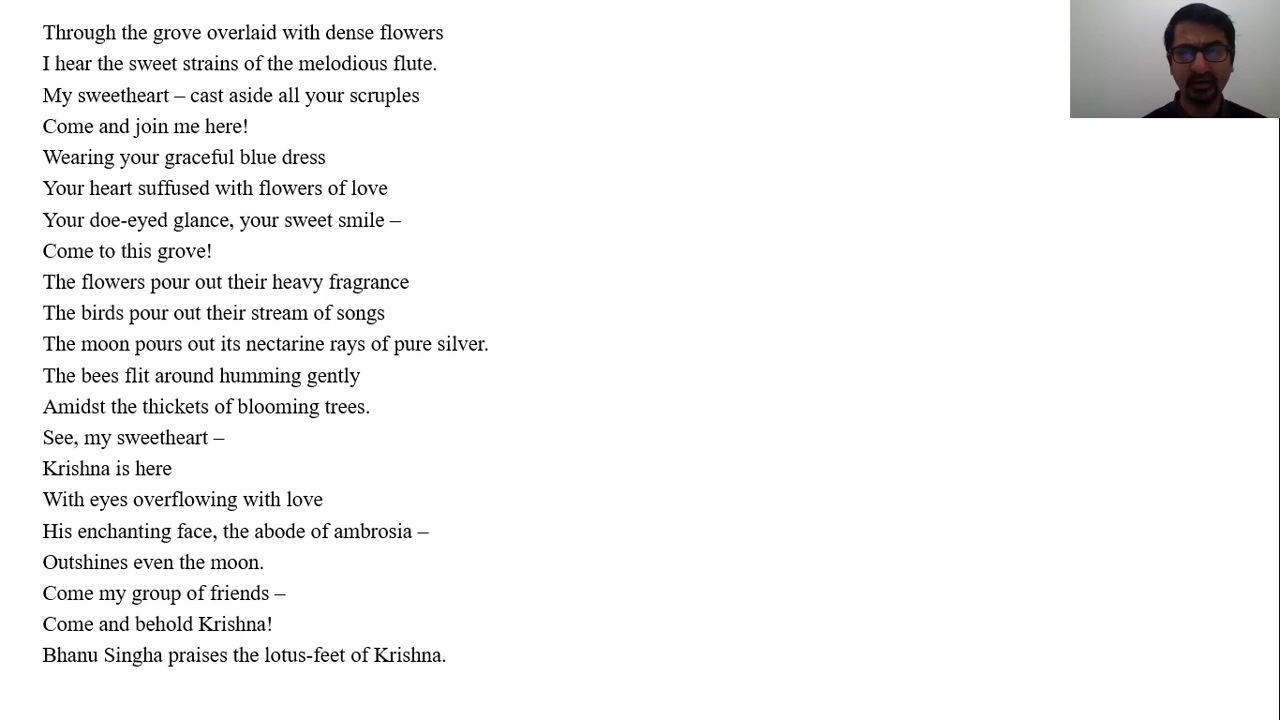 Through the grove overlaid with dense flowers
I hear the sweet strains of the melodious flute.
My sweetheart – cast aside all your scruples
Come and join me here!
Wearing your graceful blue dress
Your heart suffused with flowers of love
Your doe-eyed glance, your sweet smile –
Come to this grove!
The flowers pour out their heavy fragrance
The birds pour out their stream of songs
The moon pours out its nectarine rays of pure silver.
The bees flit around humming gently
Amidst the thickets of blooming trees.
See, my sweetheart –
Krishna is here
With eyes overflowing with love
His enchanting face, the abode of ambrosia –
Outshines even the moon.
Come my group of friends –
Come and behold Krishna!
Bhanu Singha praises the lotus-feet of Krishna.